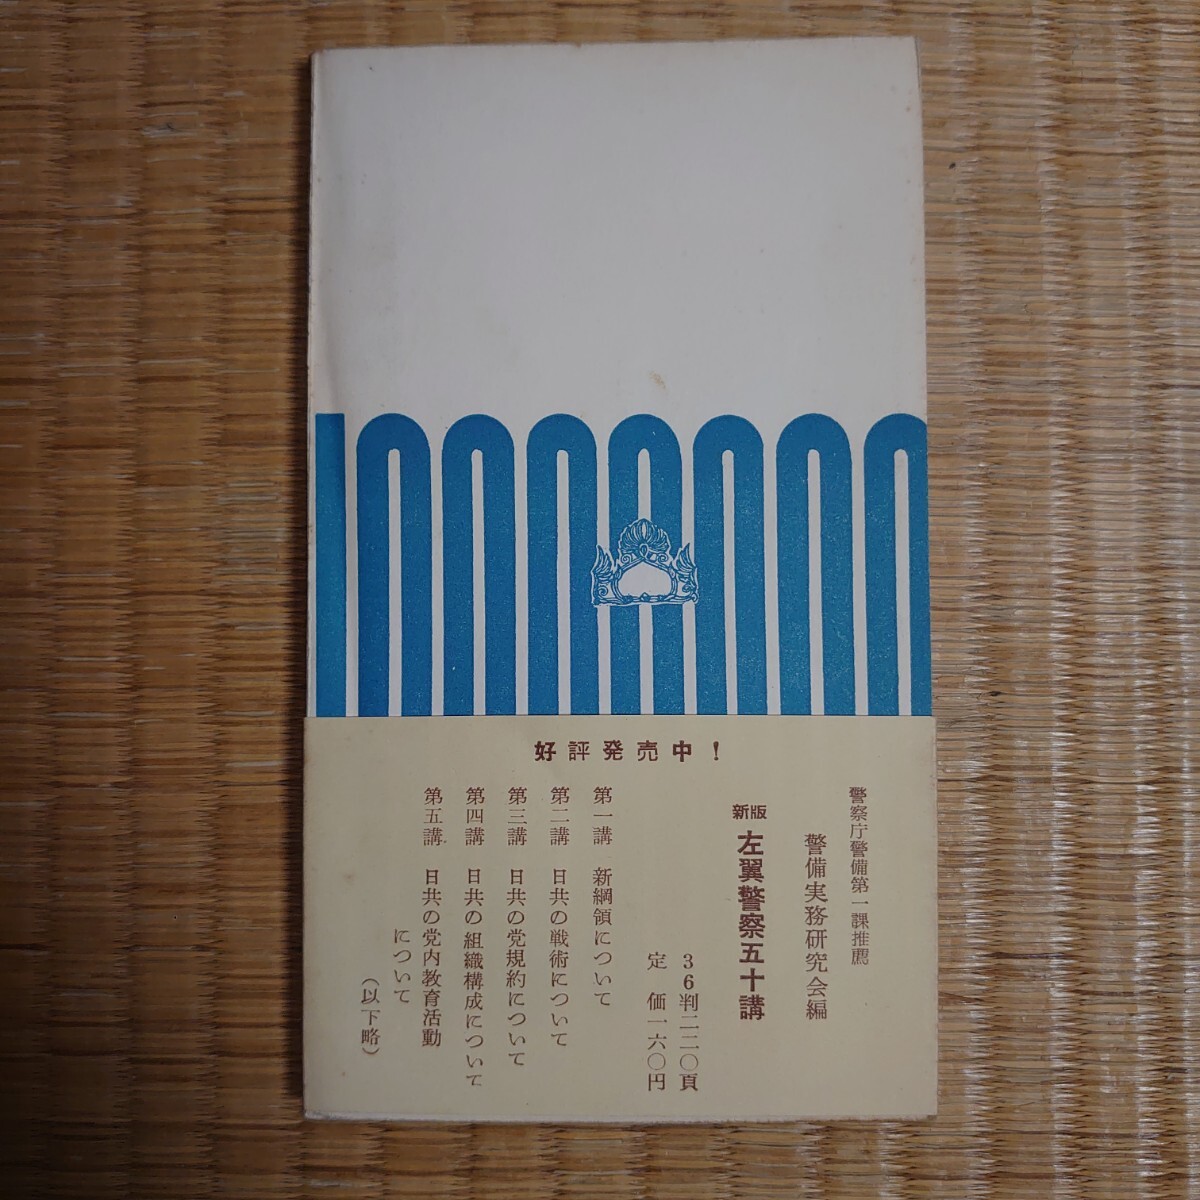 好評発売中！
警察庁警備第一課推薦
警備実務研究会編
新版 左翼警察五十講
36判二二〇頁
定価一六〇円
第一講 新綱領について
第二講 日共の戦術について
第三講 日共の党規約について
第四講 日共の組織構成について
第五講 日共の党内教育活動
について
（以下略）